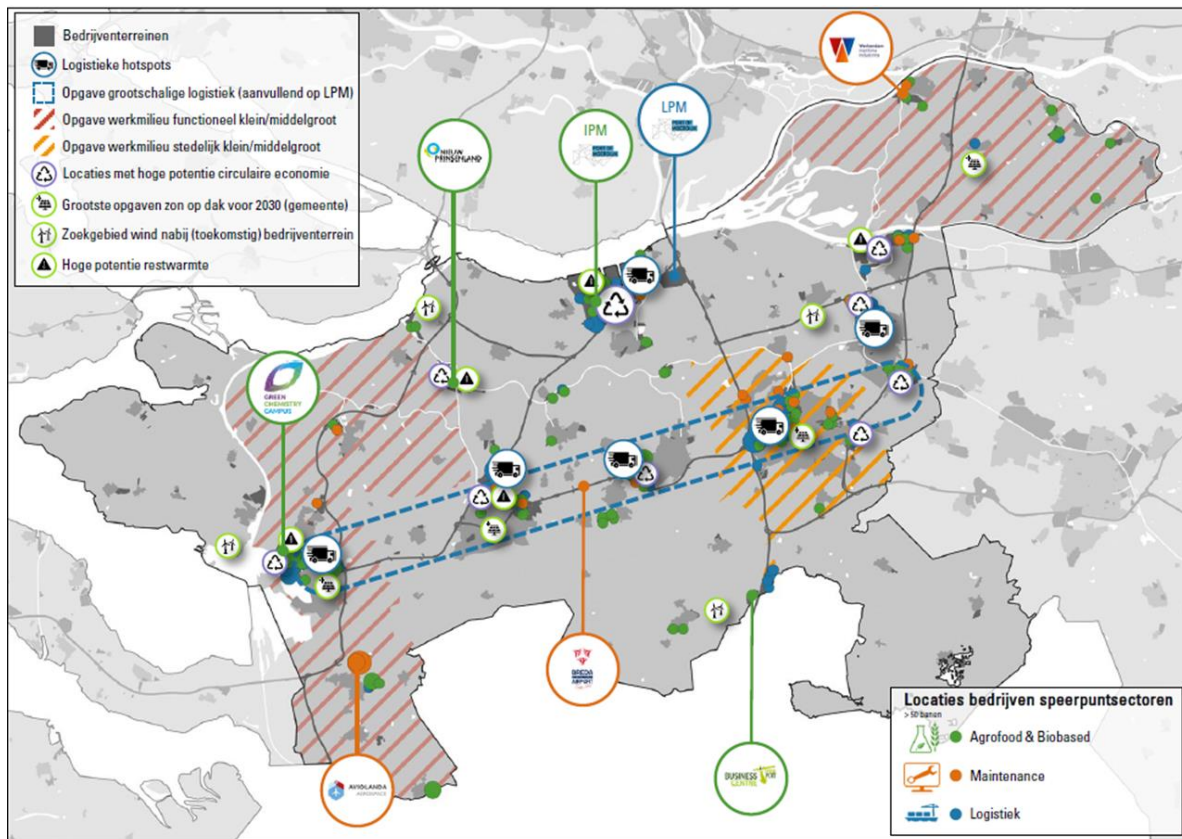 Bedrijventerreinen
Logistieke hotspots
Opgave grootschalige logistiek (aanvullend op LPM)
Opgave werkmilieu functioneel klein/middelgroot
Opgave werkmilieu stedelijk klein/middelgroot
Locaties met hoge potentie circulaire economie
Grootste opgaven zon op dak voor 2030 (gemeente)
Zoekgebied wind nabij (toekomstig) bedrijventerrein
Hoge potentie restwarmte
NIEUW
PRINSENLAND
IPM
LPM
GREEN
CHEMISTRY
CAMPUS
BREDA
AIRPORT
AVIOLANDA
AEROSPACE
BUSINESS
CENTRE
Locaties bedrijven speerpuntsectoren
> 50 banen
Agrofood & Biobased
Maintenance
Logistiek